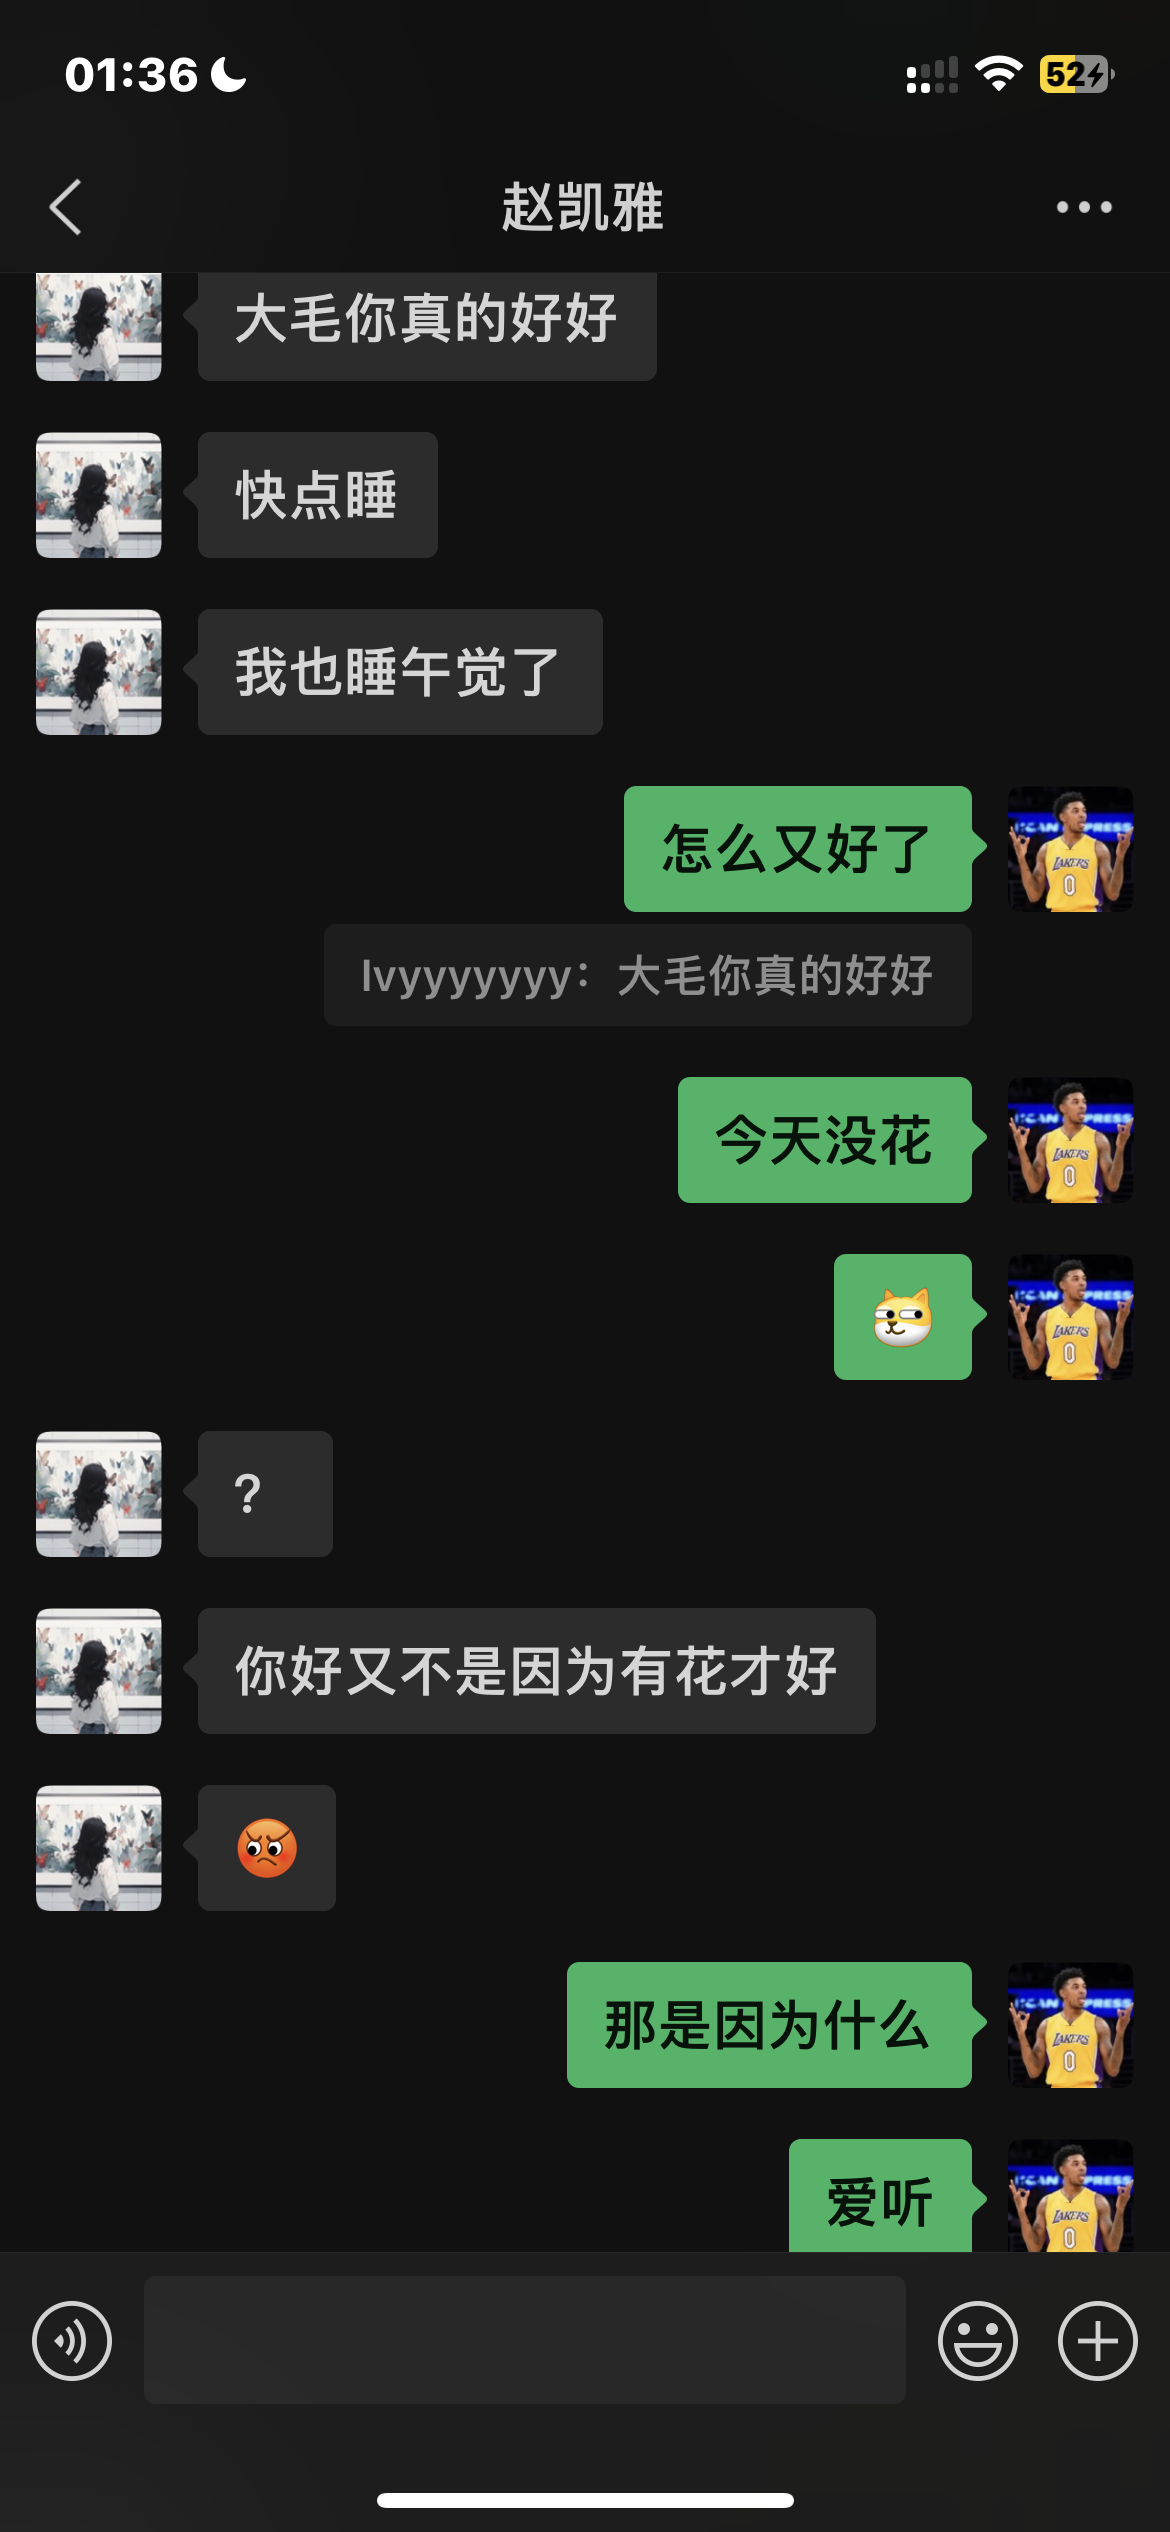 01:36
52
赵凯雅
大毛你真的好好
快点睡
我也睡午觉了
怎么又好了
lvyyyyyyy：大毛你真的好好
今天没花
?
你好又不是因为有花才好
那是因为什么
爱听